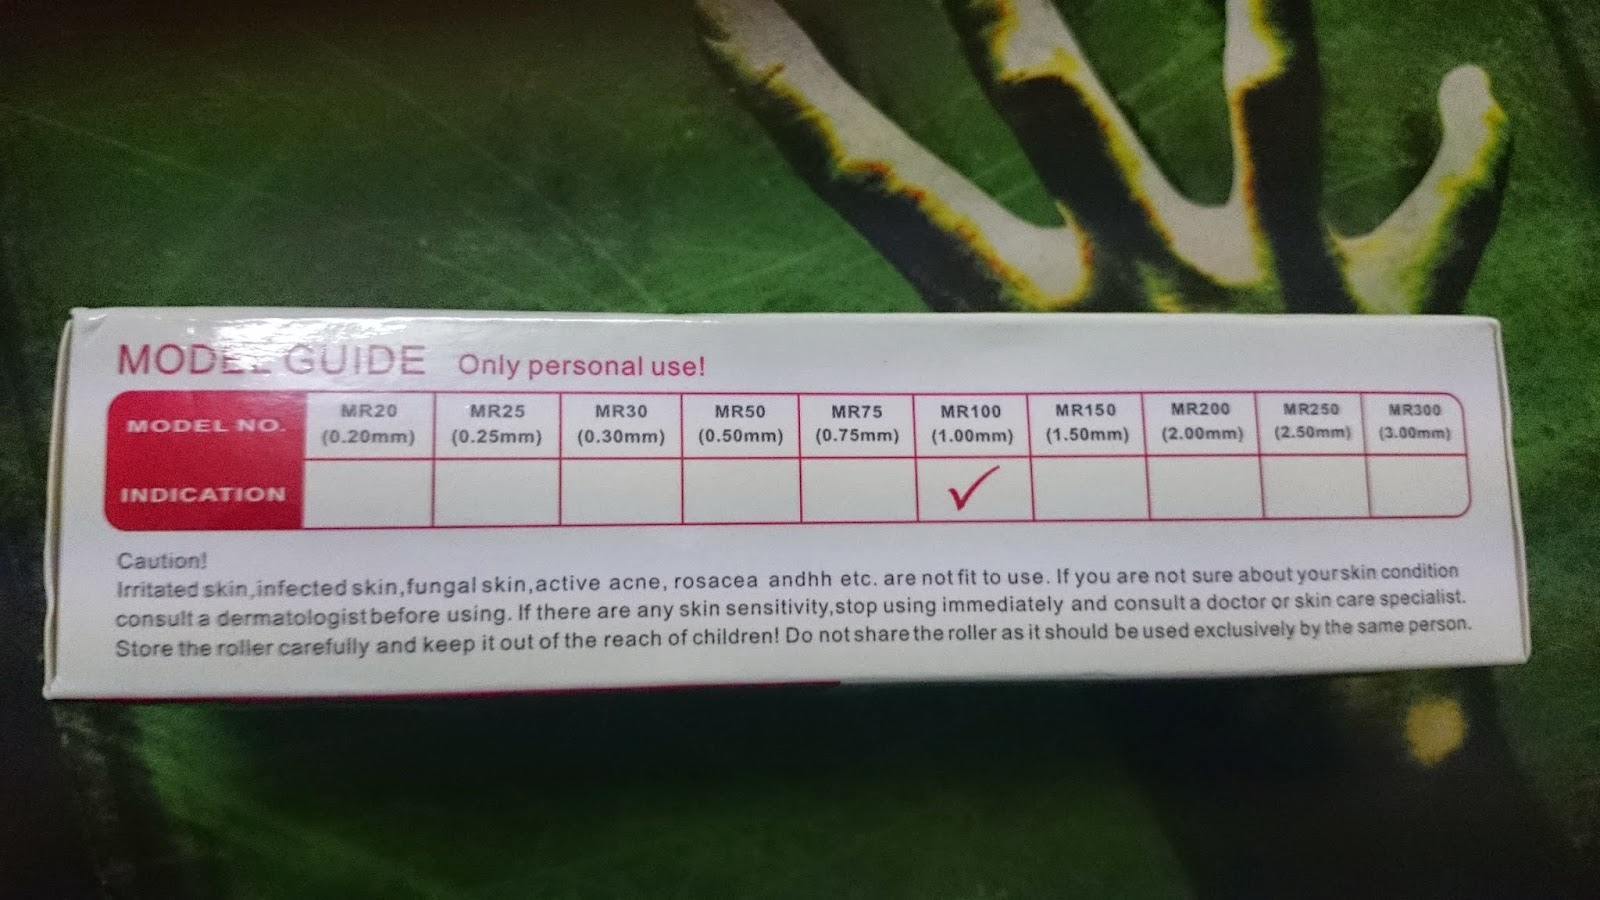 MODEL GUIDE Only personal use!
MODEL NO. MR20 MR25 MR30 MR50 MR75 MR100 MR150 MR200 MR250 MR300
(0.20mm) (0.25mm) (0.30mm) (0.50mm) (0.75mm) (1.00mm) (1.50mm) (2.00mm) (2.50mm) (3.00mm)
INDICATION ✓
Caution!
Irritated skin,infected skin,fungal skin,active acne, rosacea andhh etc. are not fit to use. If you are not sure about your skin condition
consult a dermatologist before using. If there are any skin sensitivity,stop using immediately and consult a doctor or skin care specialist.
Store the roller carefully and keep it out of the reach of children! Do not share the roller as it should be used exclusively by the same person.